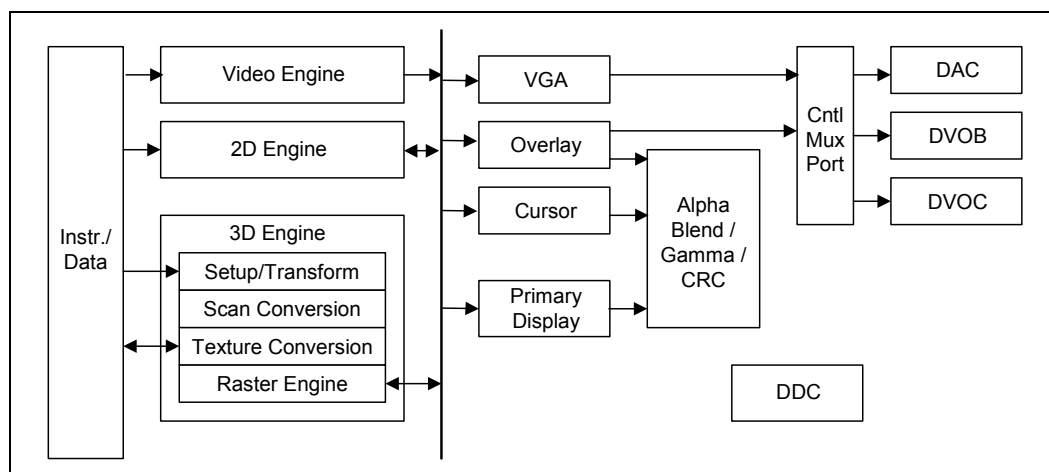 Instr./
Data
Video Engine
2D Engine
3D Engine
Setup/Transform
Scan Conversion
Texture Conversion
Raster Engine
VGA
Overlay
Cursor
Primary
Display
Alpha
Blend /
Gamma /
CRC
Cntl
Mux
Port
DAC
DVOB
DVOC
DDC